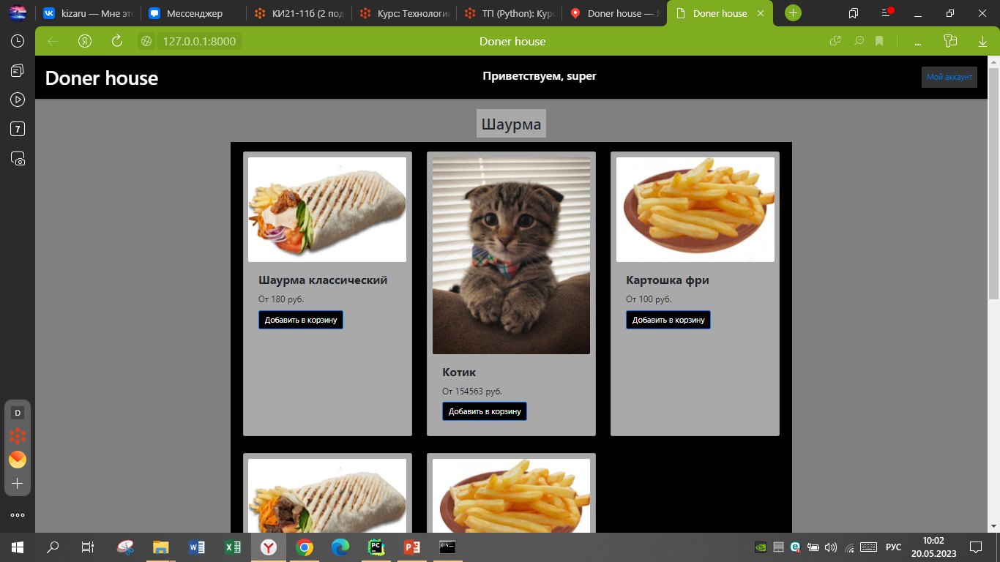 kizaru — Мне это
Мессенджер
КИ21-11б (2 под
Курс: Технологии
ТП (Python): Курс
Doner house — Я
Doner house
127.0.0.1:8000
Doner house
Doner house
Приветствуем, super
Мой аккаунт
Шаурма
Шаурма классический
От 180 руб.
Добавить в корзину
Котик
От 154563 руб.
Добавить в корзину
Картошка фри
От 100 руб.
Добавить в корзину
7
D
РУС
10:02
20.05.2023